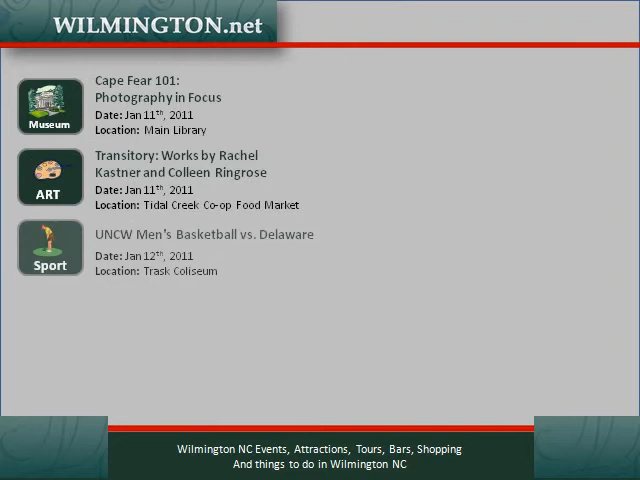 WILMINGTON.net
Cape Fear 101:
Photography in Focus
Museum
Date: Jan 11th, 2011
Location: Main Library
Transitory: Works by Rachel
Kastner and Colleen Ringrose
ART
Date: Jan 11th, 2011
Location: Tidal Creek Co-op Food Market
UNCW Men's Basketball vs. Delaware
Sport
Date: Jan 12th, 2011
Location: Trask Coliseum
Wilmington NC Events, Attractions, Tours, Bars, Shopping
And things to do in Wilmington NC